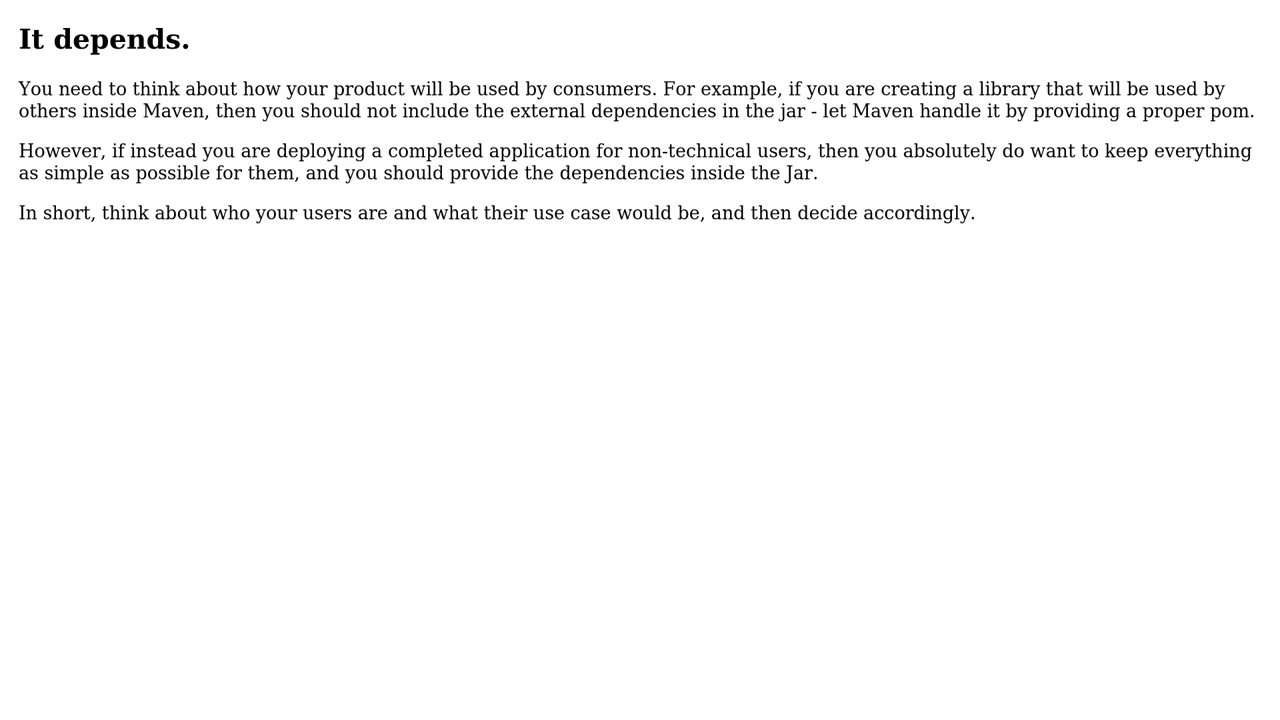 It depends.
You need to think about how your product will be used by consumers. For example, if you are creating a library that will be used by
others inside Maven, then you should not include the external dependencies in the jar - let Maven handle it by providing a proper pom.
However, if instead you are deploying a completed application for non-technical users, then you absolutely do want to keep everything
as simple as possible for them, and you should provide the dependencies inside the Jar.
In short, think about who your users are and what their use case would be, and then decide accordingly.